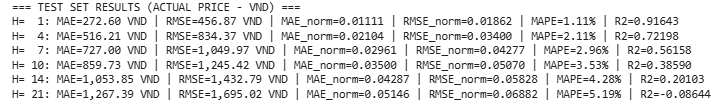 === TEST SET RESULTS (ACTUAL PRICE - VND) ===
H=  1: MAE=272.60 VND | RMSE=456.87 VND | MAE_norm=0.01111 | RMSE_norm=0.01862 | MAPE=1.11% | R2=0.91643
H=  4: MAE=516.21 VND | RMSE=834.37 VND | MAE_norm=0.02104 | RMSE_norm=0.03400 | MAPE=2.11% | R2=0.72198
H=  7: MAE=727.00 VND | RMSE=1,049.97 VND | MAE_norm=0.02961 | RMSE_norm=0.04277 | MAPE=2.96% | R2=0.56158
H= 10: MAE=859.73 VND | RMSE=1,245.42 VND | MAE_norm=0.03500 | RMSE_norm=0.05070 | MAPE=3.53% | R2=0.38590
H= 14: MAE=1,053.85 VND | RMSE=1,432.79 VND | MAE_norm=0.04287 | RMSE_norm=0.05828 | MAPE=4.28% | R2=0.20103
H= 21: MAE=1,267.39 VND | RMSE=1,695.02 VND | MAE_norm=0.05146 | RMSE_norm=0.06882 | MAPE=5.19% | R2=-0.08644